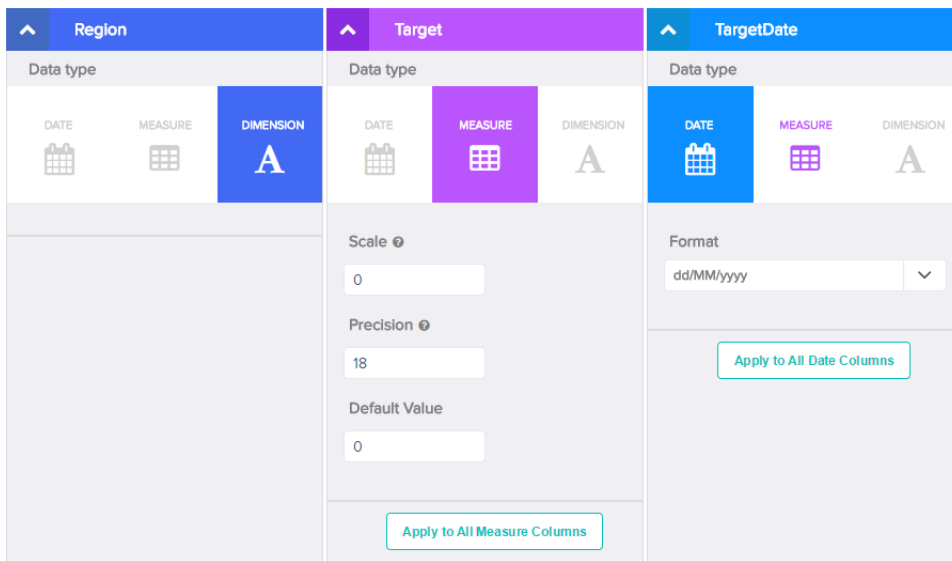 Region
Data type
DATE
MEASURE
DIMENSION
A
Target
Data type
DATE
MEASURE
DIMENSION
A
Scale
0
Precision
18
Default Value
0
Apply to All Measure Columns
TargetDate
Data type
DATE
MEASURE
DIMENSION
A
Format
dd/MM/yyyy
Apply to All Date Columns